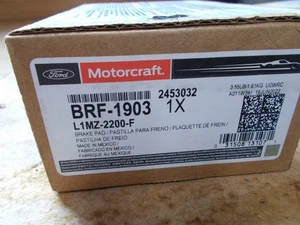 Ford
Motorcraft®
2453032
BRF-1903 1X
L1MZ-2200-F
BRAKE PAD / PASTILLA PARA FRENO / PLAQUETTE DE FREIN /
PASTILHA DE FREIO
MADE IN MEXICO /
FABRICADO EN MEXICO /
FABRIQUE AU MEXIQUE